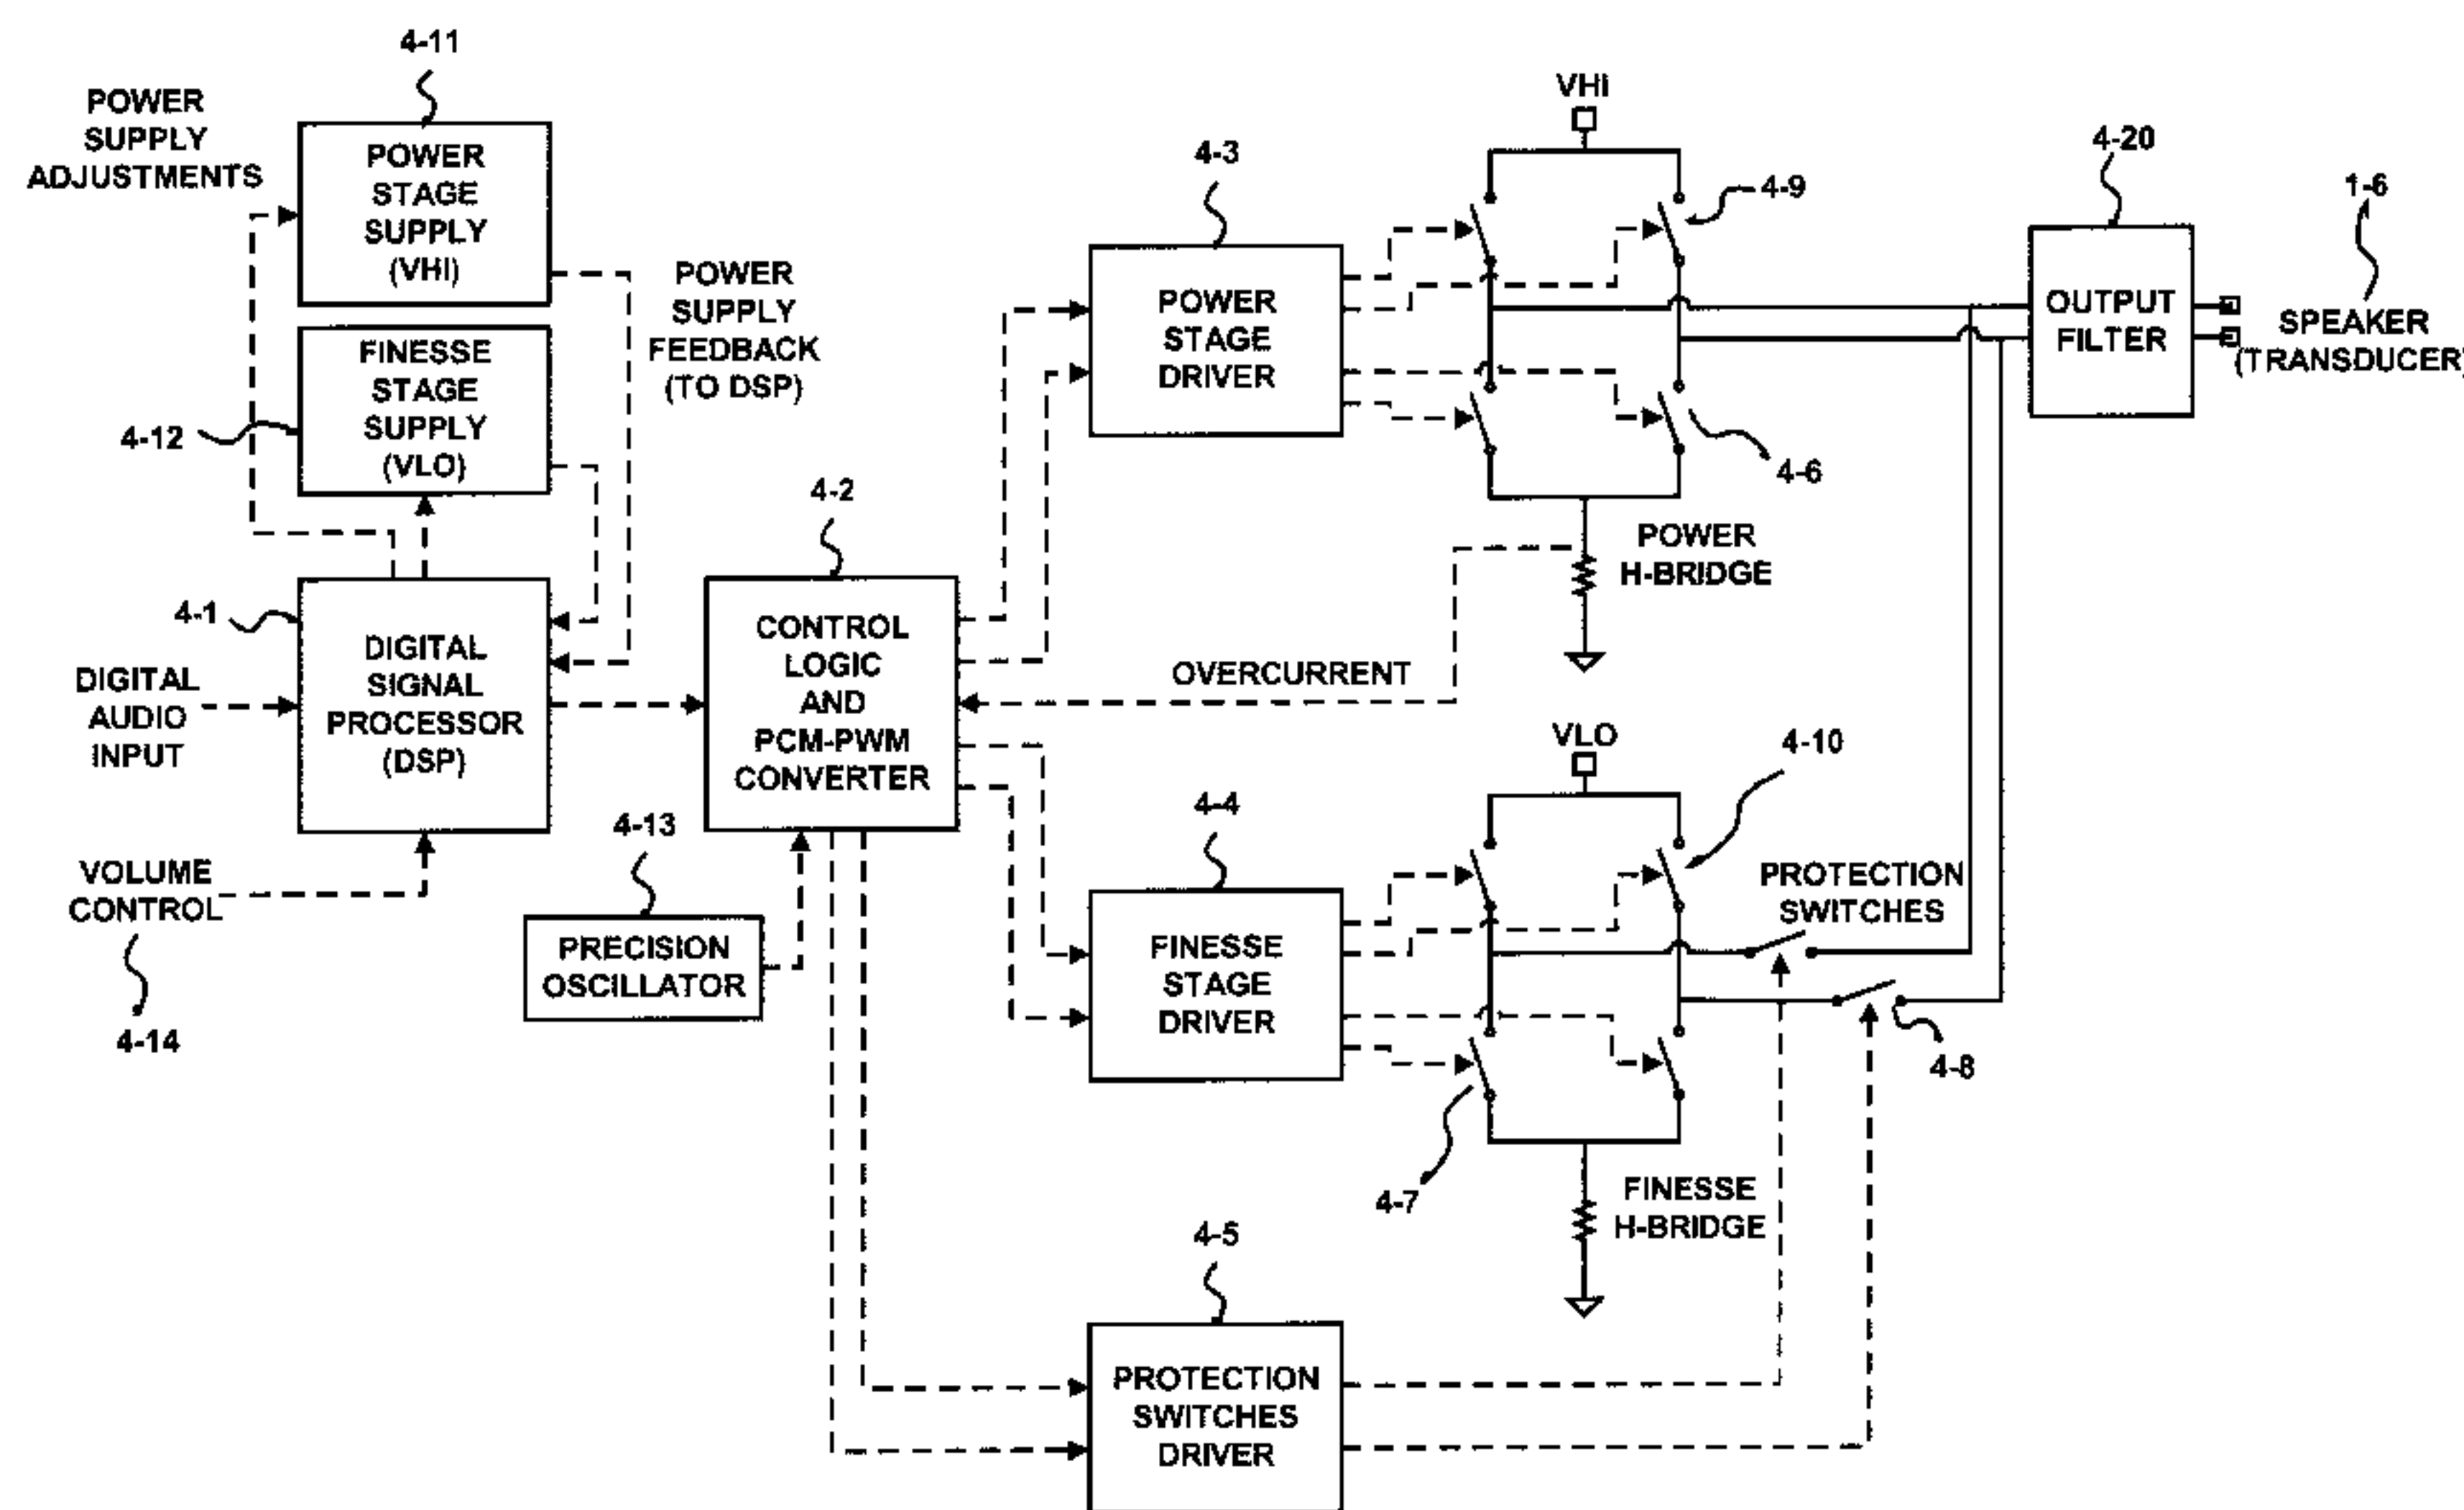 4-11
POWER
SUPPLY
ADJUSTMENTS
POWER
STAGE
SUPPLY
(VHI)
FINESSE
STAGE
SUPPLY
(VLO)
4-12
POWER
SUPPLY
FEEDBACK
(TO DSP)
4-1
DIGITAL
AUDIO
INPUT
DIGITAL
SIGNAL
PROCESSOR
(DSP)
VOLUME
CONTROL
4-14
4-2
CONTROL
LOGIC
AND
PCM-PWM
CONVERTER
4-13
PRECISION
OSCILLATOR
4-3
POWER
STAGE
DRIVER
VHI
4-9
4-6
POWER
H-BRIDGE
OVERCURRENT
4-20
OUTPUT
FILTER
1-6
SPEAKER
(TRANSDUCER)
4-4
FINESSE
STAGE
DRIVER
VLO
4-10
PROTECTION
SWITCHES
4-8
4-7
FINESSE
H-BRIDGE
4-5
PROTECTION
SWITCHES
DRIVER